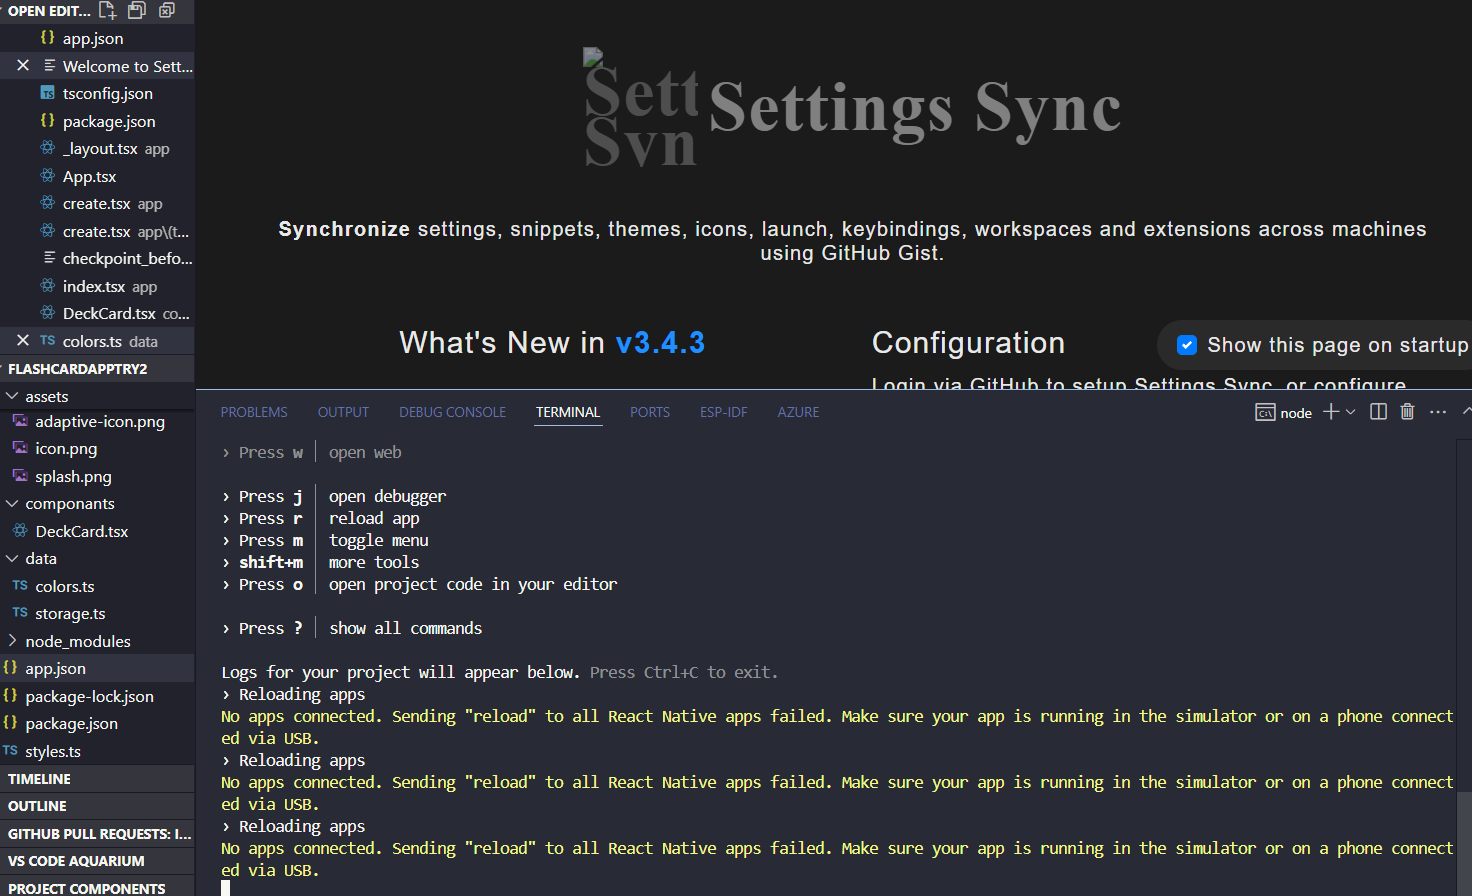 OPEN EDIT...
app.json
Welcome to Sett...
tsconfig.json
package.json
_layout.tsx app
App.tsx
create.tsx app
create.tsx app\(t...
checkpoint_befo...
index.tsx app
DeckCard.tsx co...
TS colors.ts data
FLASHCARDAPPTRY2
assets
adaptive-icon.png
icon.png
splash.png
componants
DeckCard.tsx
data
TS colors.ts
TS storage.ts
node_modules
app.json
package-lock.json
package.json
TS styles.ts
TIMELINE
OUTLINE
GITHUB PULL REQUESTS: I...
VS CODE AQUARIUM
PROJECT COMPONENTS
Sett
Syn
Settings Sync
Synchronize settings, snippets, themes, icons, launch, keybindings, workspaces and extensions across machines
using GitHub Gist.
What's New in v3.4.3
Configuration
Show this page on startup
Login via GitHub to setup Settings Sync, or configure
PROBLEMS OUTPUT DEBUG CONSOLE TERMINAL PORTS ESP-IDF AZURE
node
› Press w │ open web
› Press j │ open debugger
› Press r │ reload app
› Press m │ toggle menu
› shift+m │ more tools
› Press o │ open project code in your editor
› Press ? │ show all commands
Logs for your project will appear below. Press Ctrl+C to exit.
› Reloading apps
No apps connected. Sending "reload" to all React Native apps failed. Make sure your app is running in the simulator or on a phone connect
ed via USB.
› Reloading apps
No apps connected. Sending "reload" to all React Native apps failed. Make sure your app is running in the simulator or on a phone connect
ed via USB.
› Reloading apps
No apps connected. Sending "reload" to all React Native apps failed. Make sure your app is running in the simulator or on a phone connect
ed via USB.